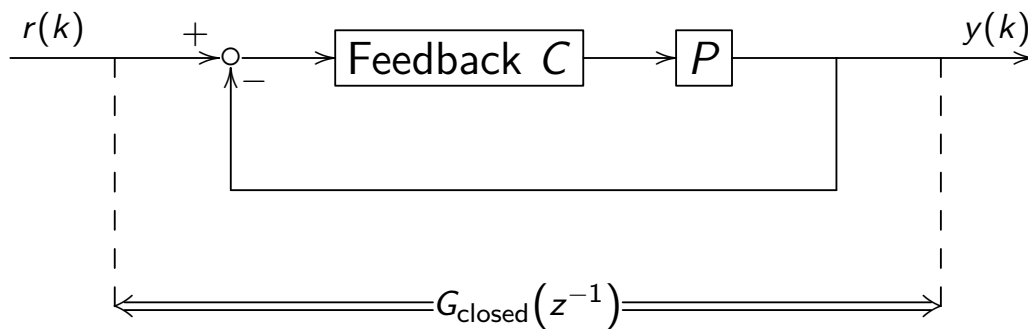 r(k)
y(k)
+
−
Feedback C
P
G_closed(z^{-1})